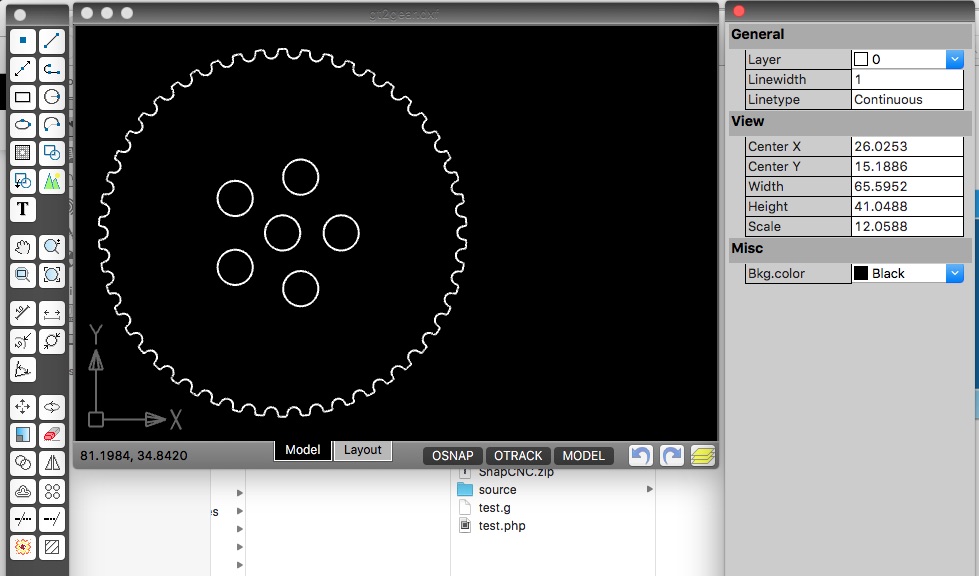 gt2gear.dxf
T
Y
X
81.1984, 34.8420
Model
Layout
OSNAP
OTRACK
MODEL
SnapCNC.zip
source
test.g
test.php
es
General
Layer 0
Linewidth 1
Linetype Continuous
View
Center X 26.0253
Center Y 15.1886
Width 65.5952
Height 41.0488
Scale 12.0588
Misc
Bkg.color Black